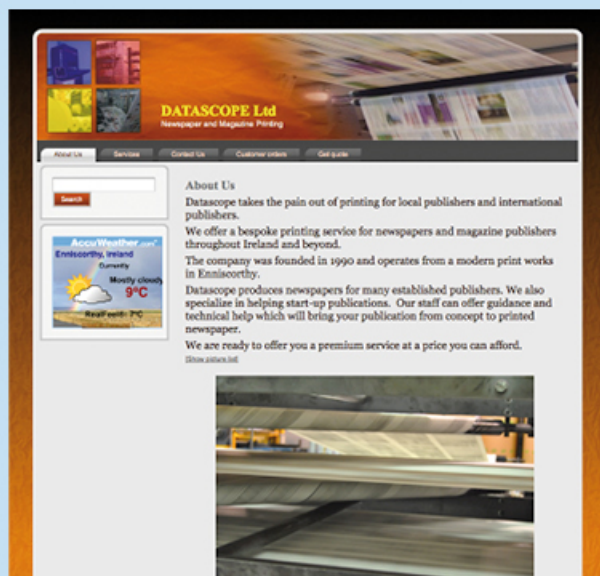 DATASCOPE Ltd
Newspaper and Magazine Printing
About Us
Services
Contact Us
Customer orders
Get quote
Search
AccuWeather.com
Enniscorthy, Ireland
Currently
Mostly cloudy
9°C
RealFeel®: 7°C
About Us
Datascope takes the pain out of printing for local publishers and international
publishers.
We offer a bespoke printing service for newspapers and magazine publishers
throughout Ireland and beyond.
The company was founded in 1990 and operates from a modern print works
in Enniscorthy.
Datascope produces newspapers for many established publishers. We also
specialize in helping start-up publications. Our staff can offer guidance and
technical help which will bring your publication from concept to printed
newspaper.
We are ready to offer you a premium service at a price you can afford.
[Show picture list]